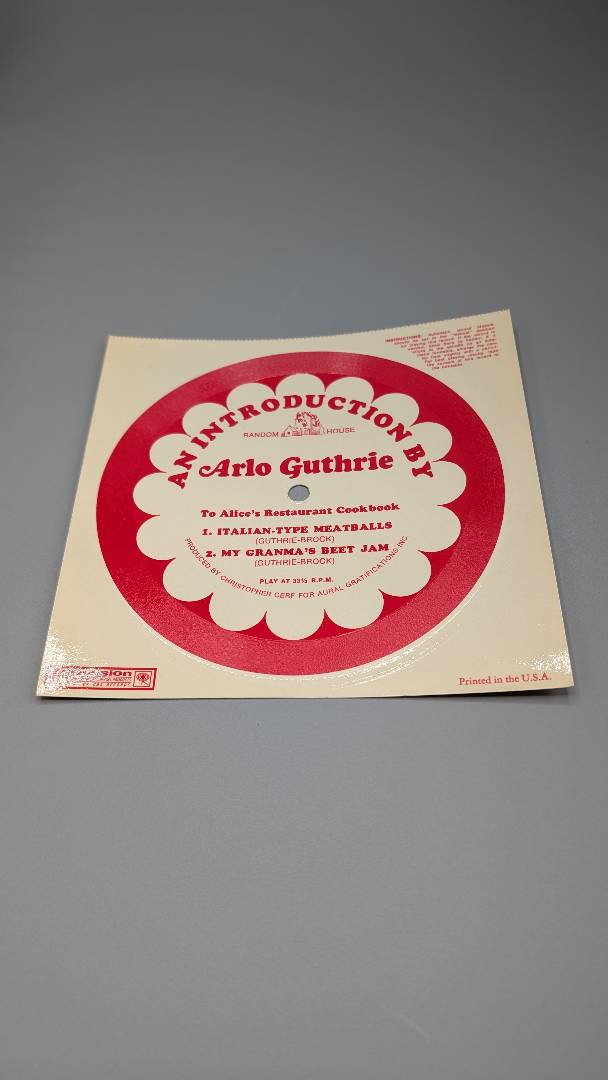 INSTRUCTIONS:
AN INTRODUCTION BY
RANDOM HOUSE
Arlo Guthrie
To Alice's Restaurant Cookbook
1. ITALIAN-TYPE MEATBALLS
(GUTHRIE-BROCK)
2. MY GRANMA'S BEET JAM
(GUTHRIE-BROCK)
PLAY AT 33⅓ R.P.M.
PRODUCED BY CHRISTOPHER CERF FOR AURAL GRATIFICATIONS INC
Printed in the U.S.A.